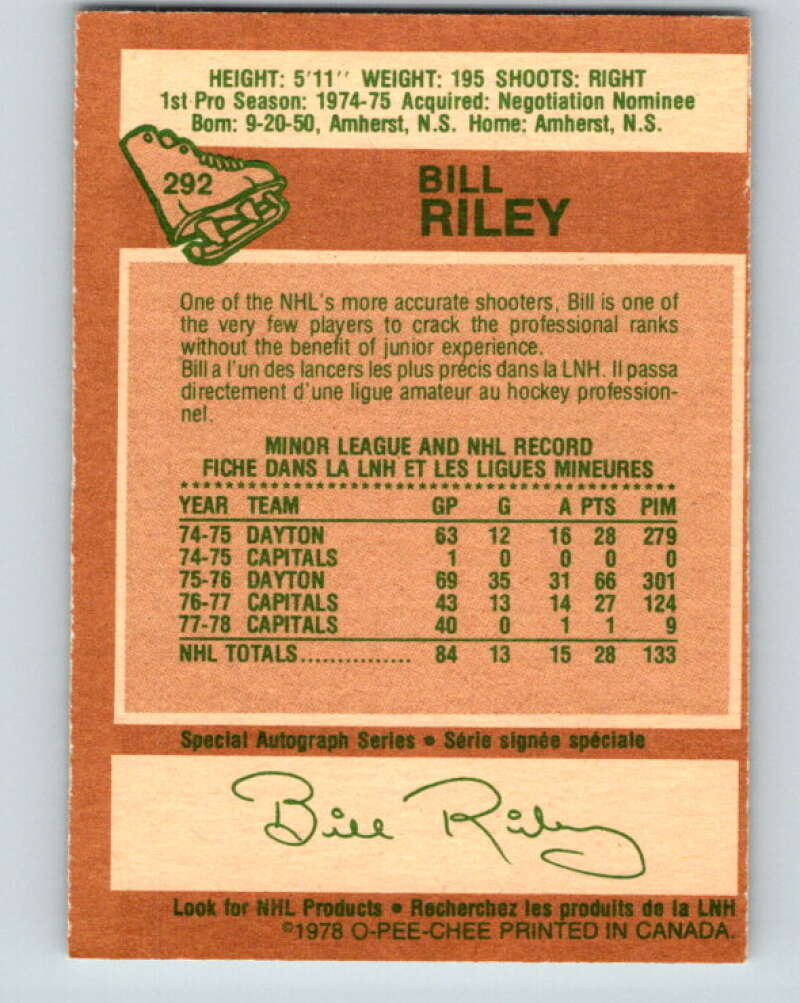 HEIGHT: 5'11'' WEIGHT: 195 SHOOTS: RIGHT
1st Pro Season: 1974-75 Acquired: Negotiation Nominee
Born: 9-20-50, Amherst, N.S. Home: Amherst, N.S.
292
BILL
RILEY
One of the NHL's more accurate shooters, Bill is one of
the very few players to crack the professional ranks
without the benefit of junior experience.
Bill a l'un des lancers les plus précis dans la LNH. Il passa
directement d'une ligue amateur au hockey profession-
nel.
MINOR LEAGUE AND NHL RECORD
FICHE DANS LA LNH ET LES LIGUES MINEURES
YEAR TEAM GP G A PTS PIM
74-75 DAYTON 63 12 16 28 279
74-75 CAPITALS 1 0 0 0 0
75-76 DAYTON 69 35 31 66 301
76-77 CAPITALS 43 13 14 27 124
77-78 CAPITALS 40 0 1 1 9
NHL TOTALS............... 84 13 15 28 133
Special Autograph Series • Série signée spéciale
Bill Riley
Look for NHL Products • Recherchez les produits de la LNH
©1978 O-PEE-CHEE PRINTED IN CANADA.